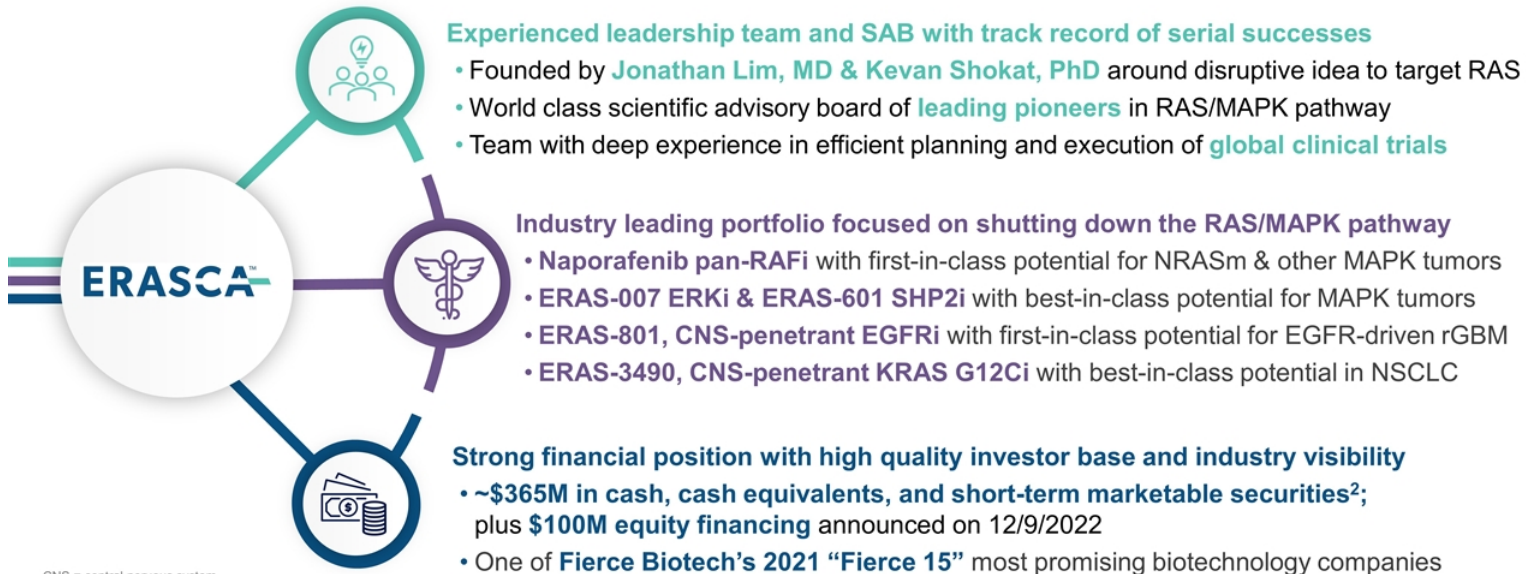 Experienced leadership team and SAB with track record of serial successes
• Founded by Jonathan Lim, MD & Kevan Shokat, PhD around disruptive idea to target RAS
• World class scientific advisory board of leading pioneers in RAS/MAPK pathway
• Team with deep experience in efficient planning and execution of global clinical trials
ERASCA™
Industry leading portfolio focused on shutting down the RAS/MAPK pathway
• Naporafenib pan-RAFi with first-in-class potential for NRASm & other MAPK tumors
• ERAS-007 ERKi & ERAS-601 SHP2i with best-in-class potential for MAPK tumors
• ERAS-801, CNS-penetrant EGFRi with first-in-class potential for EGFR-driven rGBM
• ERAS-3490, CNS-penetrant KRAS G12Ci with best-in-class potential in NSCLC
Strong financial position with high quality investor base and industry visibility
• ~$365M in cash, cash equivalents, and short-term marketable securities²;
plus $100M equity financing announced on 12/9/2022
• One of Fierce Biotech’s 2021 “Fierce 15” most promising biotechnology companies